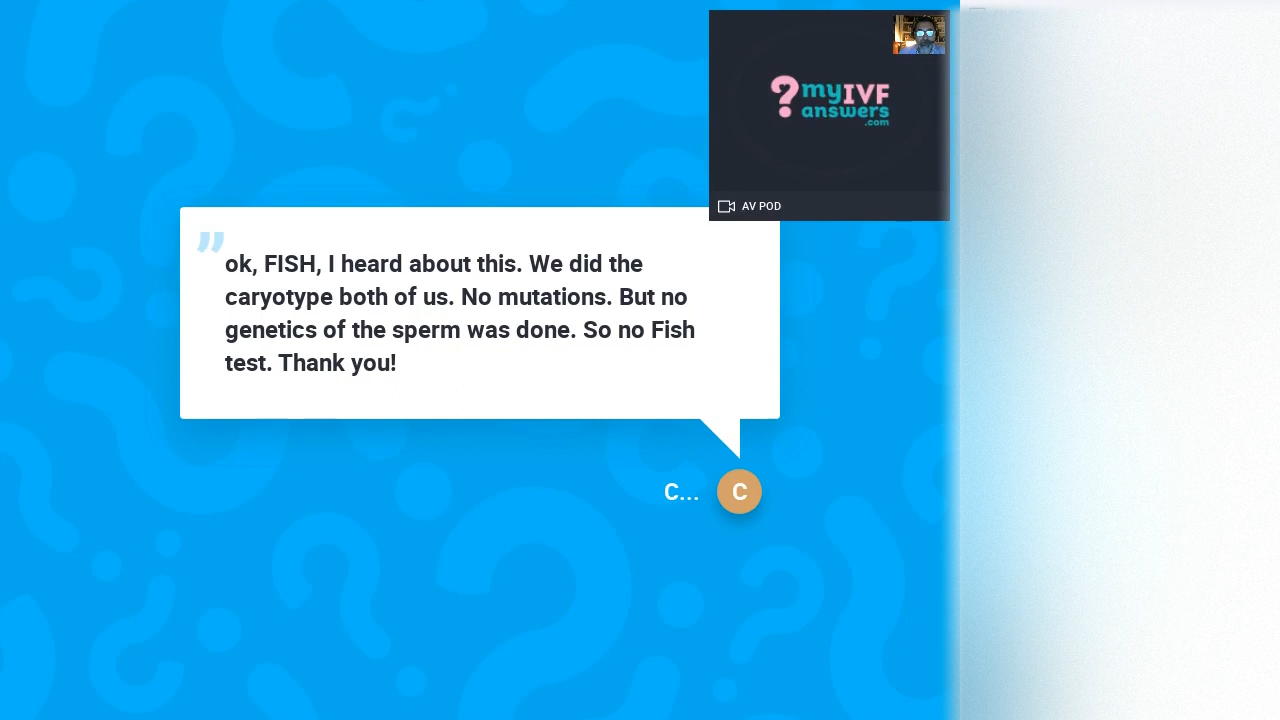 ?myIVF
answers
.com
AV POD
”
ok, FISH, I heard about this. We did the
caryotype both of us. No mutations. But no
genetics of the sperm was done. So no Fish
test. Thank you!
C...
C